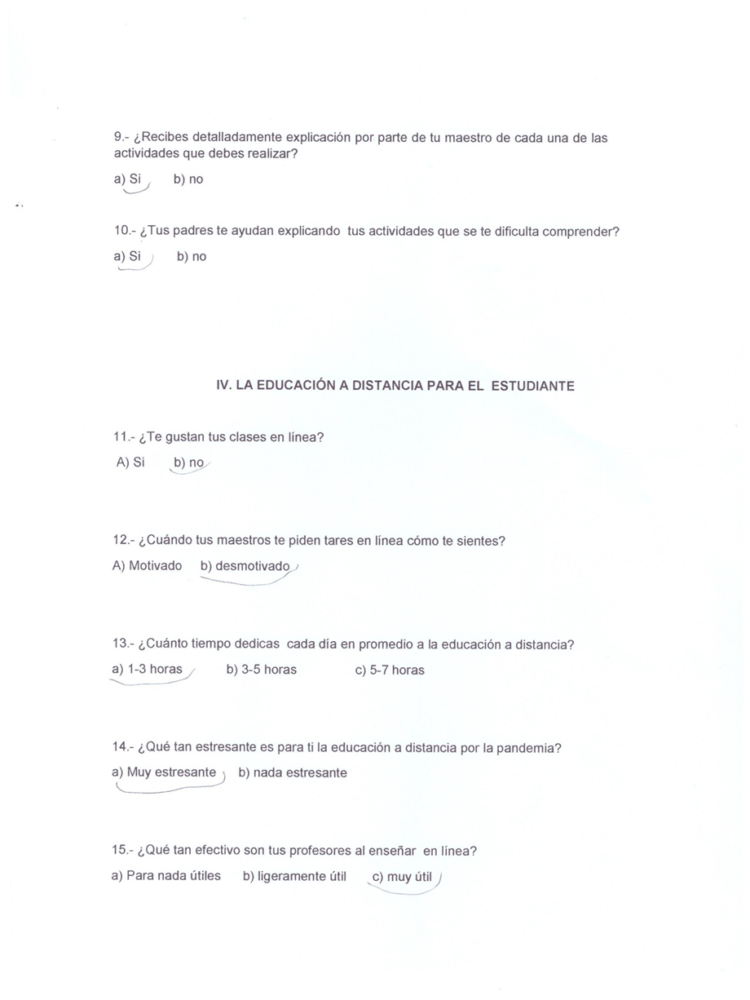 9.- ¿Recibes detalladamente explicación por parte de tu maestro de cada una de las
actividades que debes realizar?
a) Si b) no
10.- ¿Tus padres te ayudan explicando tus actividades que se te dificulta comprender?
a) Si b) no
IV. LA EDUCACIÓN A DISTANCIA PARA EL ESTUDIANTE
11.- ¿Te gustan tus clases en línea?
A) Si b) no
12.- ¿Cuándo tus maestros te piden tares en línea cómo te sientes?
A) Motivado b) desmotivado
13.- ¿Cuánto tiempo dedicas cada día en promedio a la educación a distancia?
a) 1-3 horas b) 3-5 horas c) 5-7 horas
14.- ¿Qué tan estresante es para ti la educación a distancia por la pandemia?
a) Muy estresante b) nada estresante
15.- ¿Qué tan efectivo son tus profesores al enseñar en línea?
a) Para nada útiles b) ligeramente útil c) muy útil